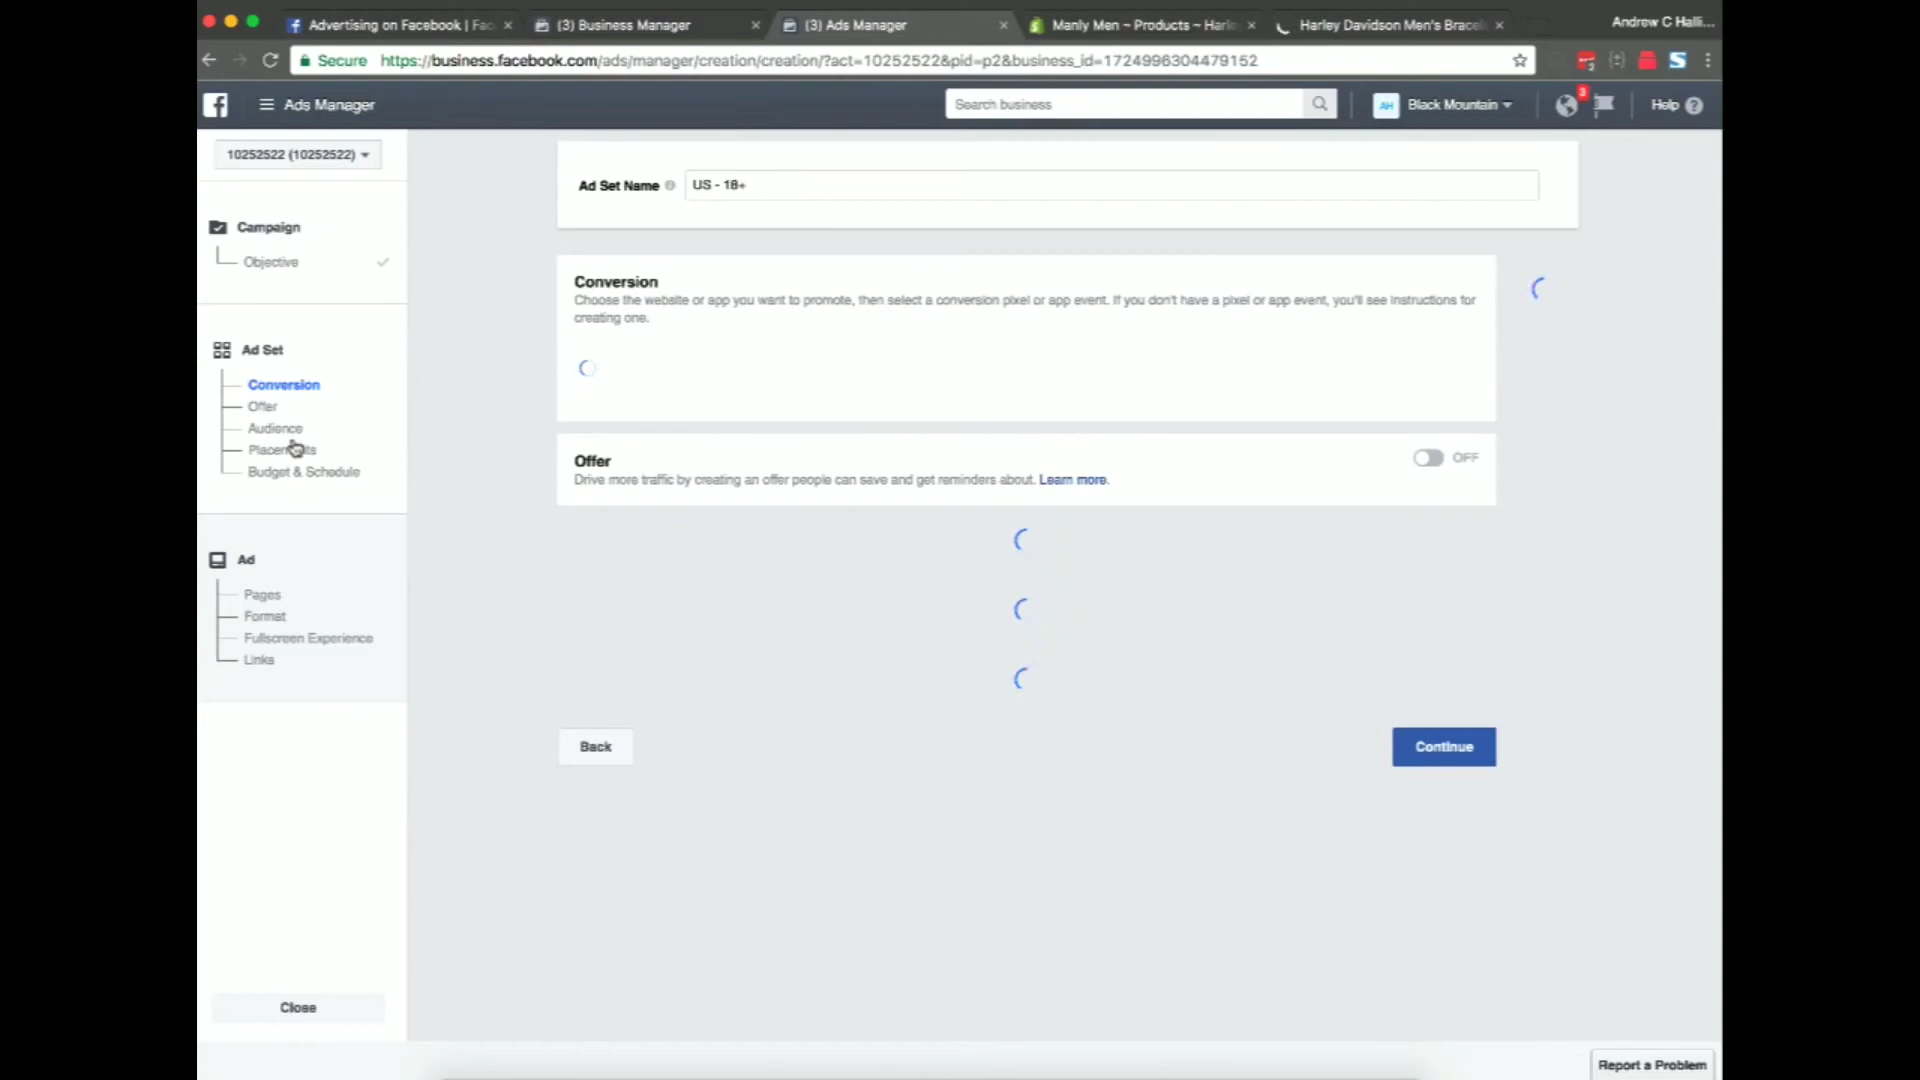 Advertising on Facebook | Fac
(3) Business Manager
(3) Ads Manager
Manly Men ~ Products ~ Harle
Harley Davidson Men's Bracel
Andrew C Halli...
Secure https://business.facebook.com/ads/manager/creation/creation/?act=10252522&pid=p2&business_id=1724996304479152
Ads Manager
Search business
AH
Black Mountain
3
Help
10252522 (10252522)
Ad Set Name
US - 18+
Campaign
Objective
Conversion
Choose the website or app you want to promote, then select a conversion pixel or app event. If you don't have a pixel or app event, you'll see instructions for
creating one.
Ad Set
Conversion
Offer
Audience
Placements
Budget & Schedule
Offer
OFF
Drive more traffic by creating an offer people can save and get reminders about. Learn more.
Ad
Pages
Format
Fullscreen Experience
Links
Back
Continue
Close
Report a Problem